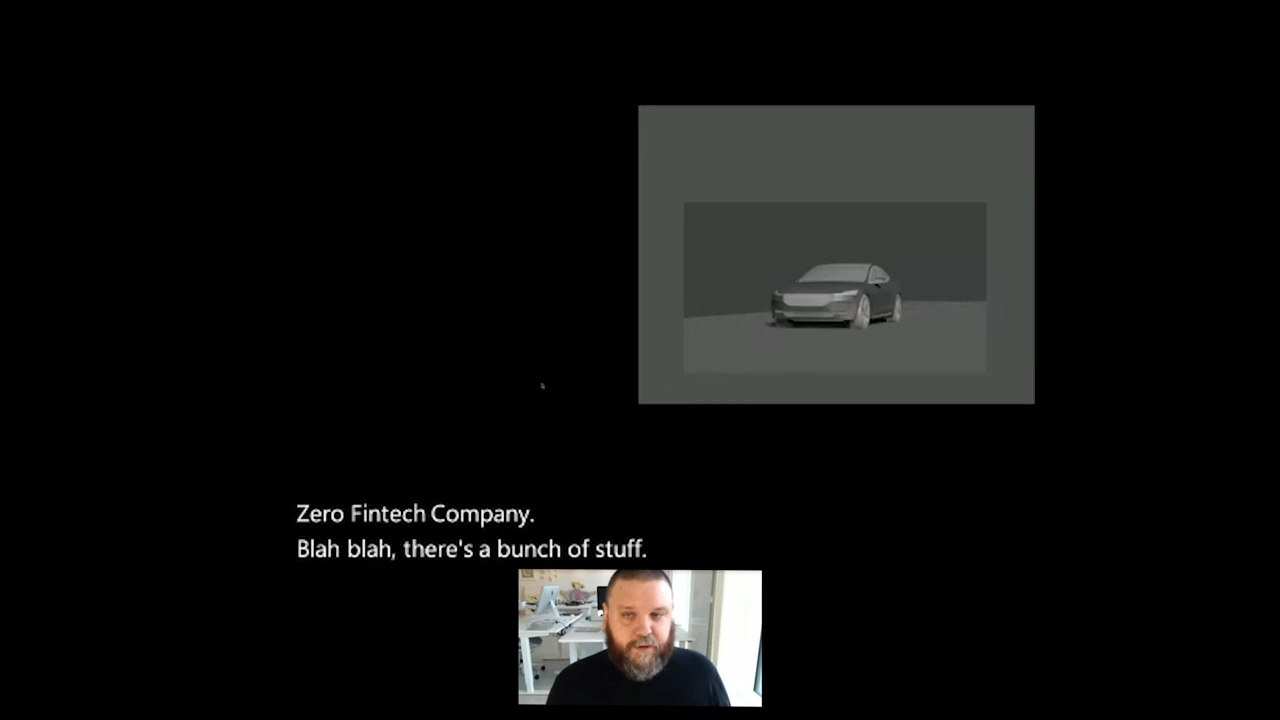 Zero Fintech Company.
Blah blah, there's a bunch of stuff.